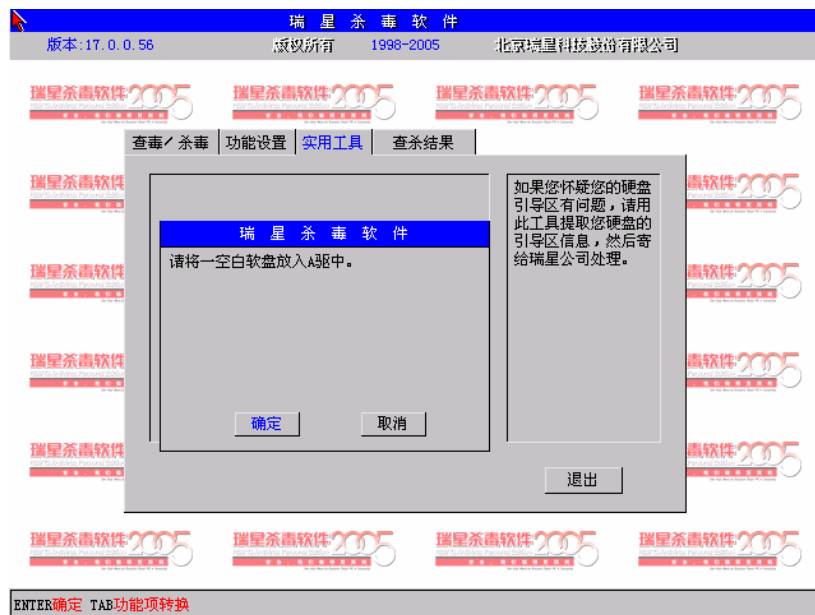 瑞 星 杀 毒 软 件
版本:17.0.0.56 版权所有 1998-2005 北京瑞星科技股份有限公司
瑞星杀毒软件2005 瑞星杀毒软件2005 瑞星杀毒软件2005 瑞星杀毒软件2005
查毒/杀毒 功能设置 实用工具 查杀结果
瑞星杀毒软件
毒软件2005
如果您怀疑您的硬盘
引导区有问题，请用
此工具提取您硬盘的
引导区信息，然后寄
给瑞星公司处理。
瑞 星 杀 毒 软 件
请将一空白软盘放入A驱中。
瑞星杀毒软件
毒软件2005
瑞星杀毒软件
毒软件2005
确定 取消
瑞星杀毒软件
毒软件2005
退出
瑞星杀毒软件2005 瑞星杀毒软件2005 瑞星杀毒软件2005 瑞星杀毒软件2005
ENTER确定 TAB功能项转换